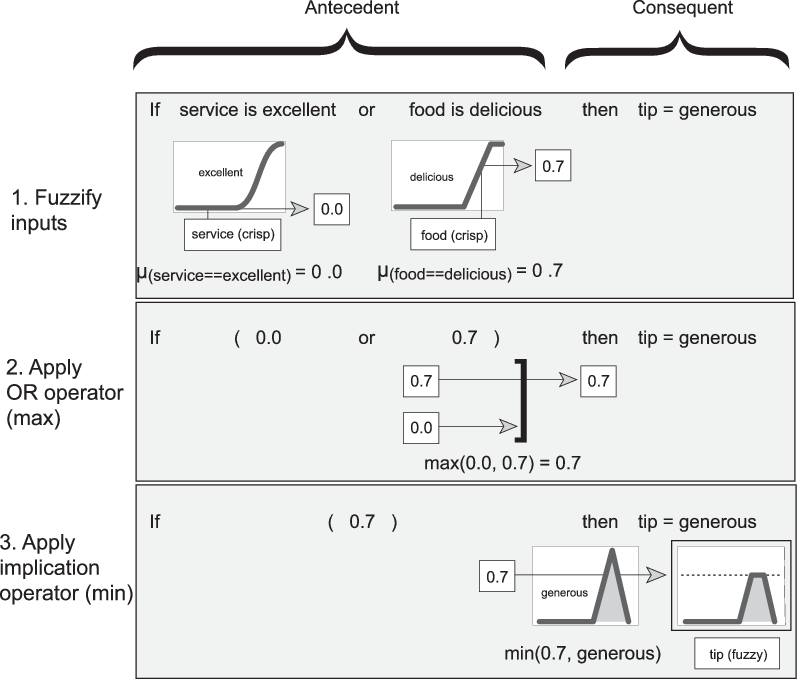 Antecedent
Consequent
If service is excellent or food is delicious then tip = generous
1. Fuzzify
inputs
excellent
0.0
service (crisp)
delicious
0.7
food (crisp)
μ(service==excellent) = 0 .0
μ(food==delicious) = 0 .7
2. Apply
OR operator
(max)
If ( 0.0 or 0.7 ) then tip = generous
0.7
0.7
0.0
max(0.0, 0.7) = 0.7
3. Apply
implication
operator (min)
If ( 0.7 ) then tip = generous
0.7
generous
min(0.7, generous)
tip (fuzzy)